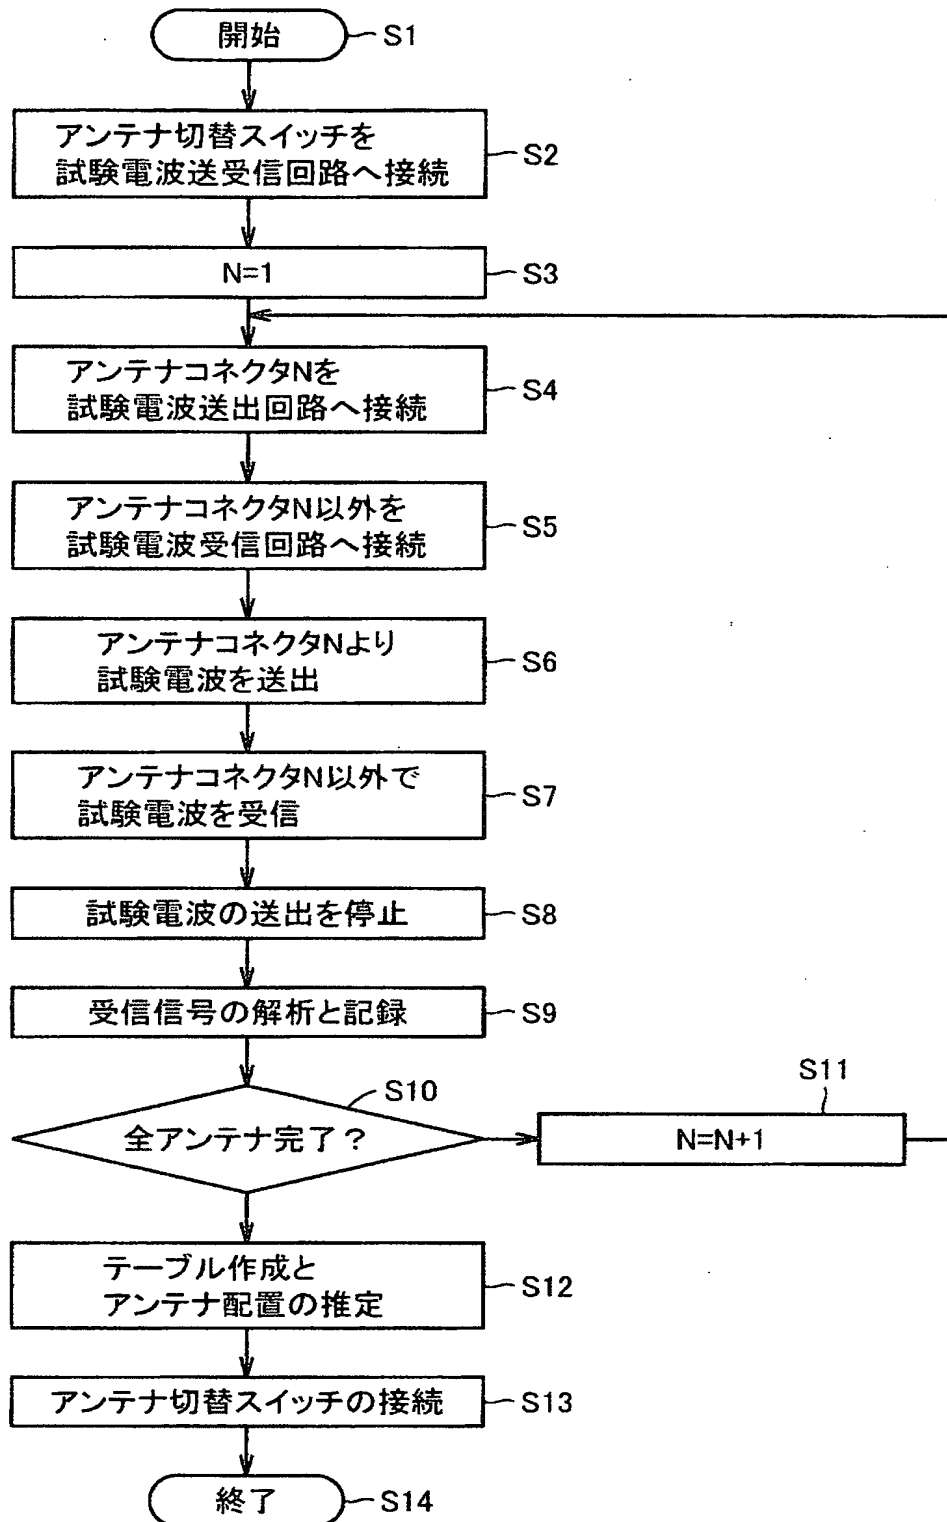 開始
S1
アンテナ切替スイッチを
試験電波送受信回路へ接続
S2
N=1
S3
アンテナコネクタNを
試験電波送出回路へ接続
S4
アンテナコネクタN以外を
試験電波受信回路へ接続
S5
アンテナコネクタNより
試験電波を送出
S6
アンテナコネクタN以外で
試験電波を受信
S7
試験電波の送出を停止
S8
受信信号の解析と記録
S9
全アンテナ完了？
S10
N=N+1
S11
テーブル作成と
アンテナ配置の推定
S12
アンテナ切替スイッチの接続
S13
終了
S14